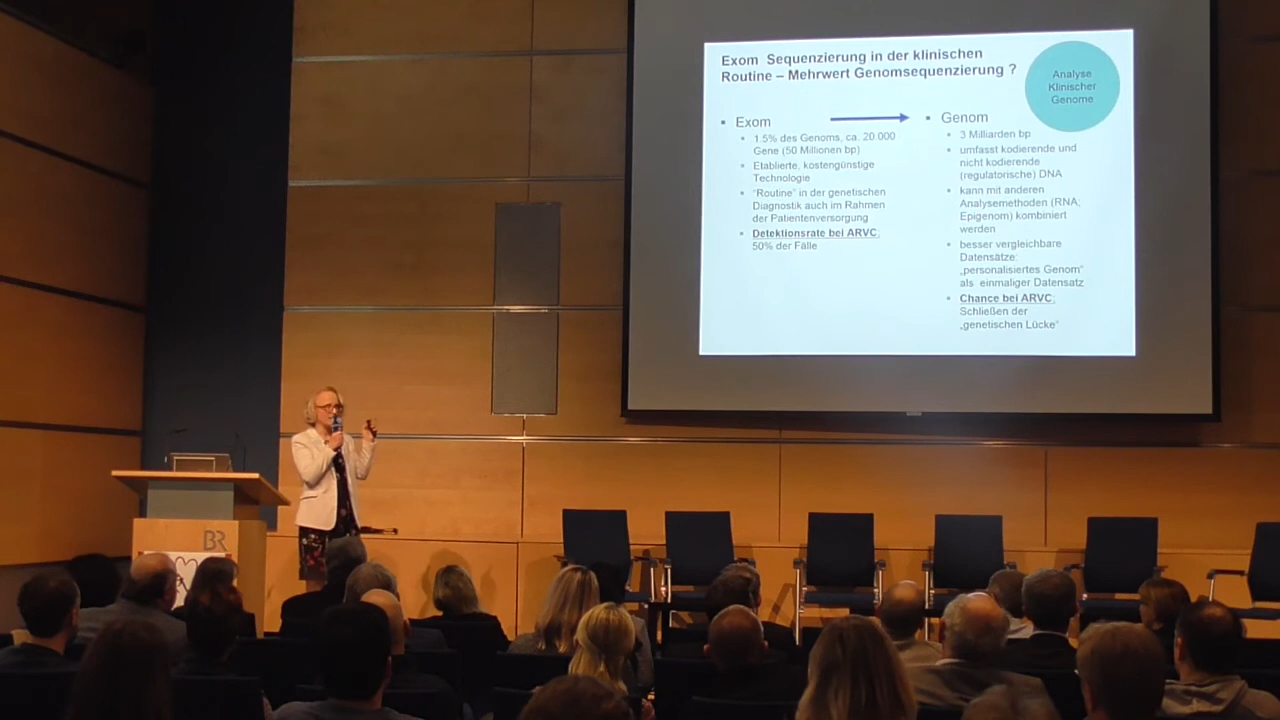 Exom Sequenzierung in der klinischen
Routine – Mehrwert Genomsequenzierung ?
Analyse
Klinischer
Genome
▪ Exom
• 1.5% des Genoms, ca. 20.000
Gene (50 Millionen bp)
• Etablierte, kostengünstige
Technologie
• "Routine" in der genetischen
Diagnostik auch im Rahmen
der Patientenversorgung
• Detektionsrate bei ARVC:
50% der Fälle
▪ Genom
• 3 Milliarden bp
• umfasst kodierende und
nicht kodierende
(regulatorische) DNA
• kann mit anderen
Analysemethoden (RNA;
Epigenom) kombiniert
werden
• besser vergleichbare
Datensätze:
„personalisiertes Genom"
als einmaliger Datensatz
• Chance bei ARVC:
Schließen der
„genetischen Lücke"
BR